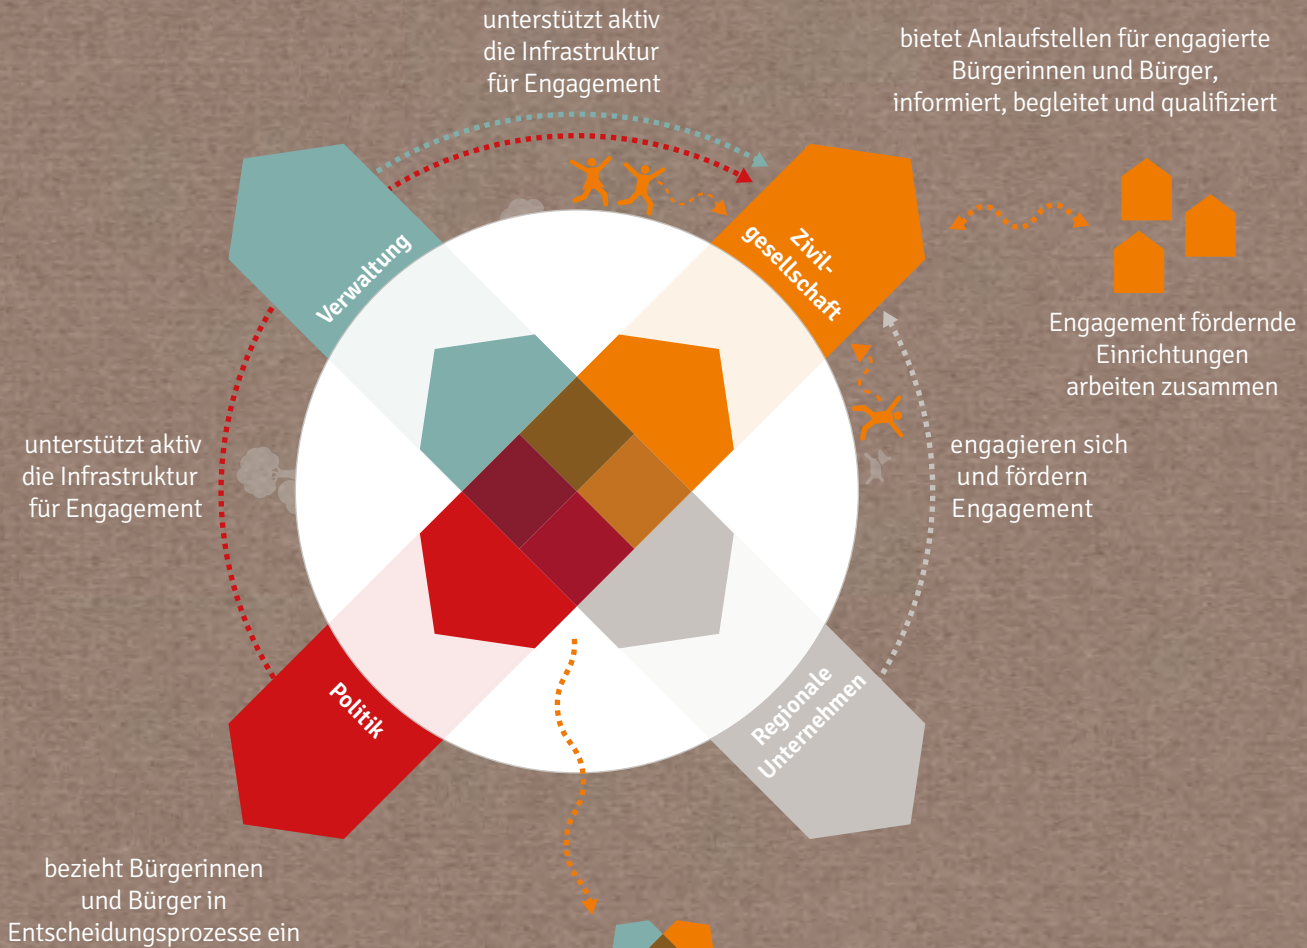 unterstützt aktiv
die Infrastruktur
für Engagement
bietet Anlaufstellen für engagierte
Bürgerinnen und Bürger,
informiert, begleitet und qualifiziert
Verwaltung
Zivil-
gesellschaft
Engagement fördernde
Einrichtungen
arbeiten zusammen
unterstützt aktiv
die Infrastruktur
für Engagement
engagieren sich
und fördern
Engagement
Politik
Regionale
Unternehmen
bezieht Bürgerinnen
und Bürger in
Entscheidungsprozesse ein